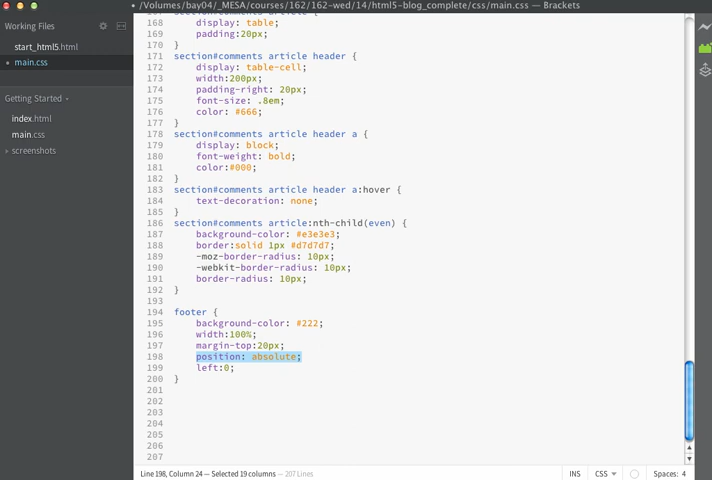 • /Volumes/bay04/_MESA/courses/162/162-wed/14/html5-blog_complete/css/main.css — Brackets
Working Files
start_html5.html
main.css
Getting Started
index.html
main.css
screenshots
168 display: table;
169 padding:20px;
170 }
171 section#comments article header {
172 display: table-cell;
173 width:200px;
174 padding-right: 20px;
175 font-size: .8em;
176 color: #666;
177 }
178 section#comments article header a {
179 display: block;
180 font-weight: bold;
181 color:#000;
182 }
183 section#comments article header a:hover {
184 text-decoration: none;
185 }
186 section#comments article:nth-child(even) {
187 background-color: #e3e3e3;
188 border:solid 1px #d7d7d7;
189 -moz-border-radius: 10px;
190 -webkit-border-radius: 10px;
191 border-radius: 10px;
192 }
193
194 footer {
195 background-color: #222;
196 width:100%;
197 margin-top:20px;
198 position: absolute;
199 left:0;
200 }
201
202
203
204
205
206
207
Line 198, Column 24 — Selected 19 columns — 207 Lines
INS
CSS
Spaces: 4